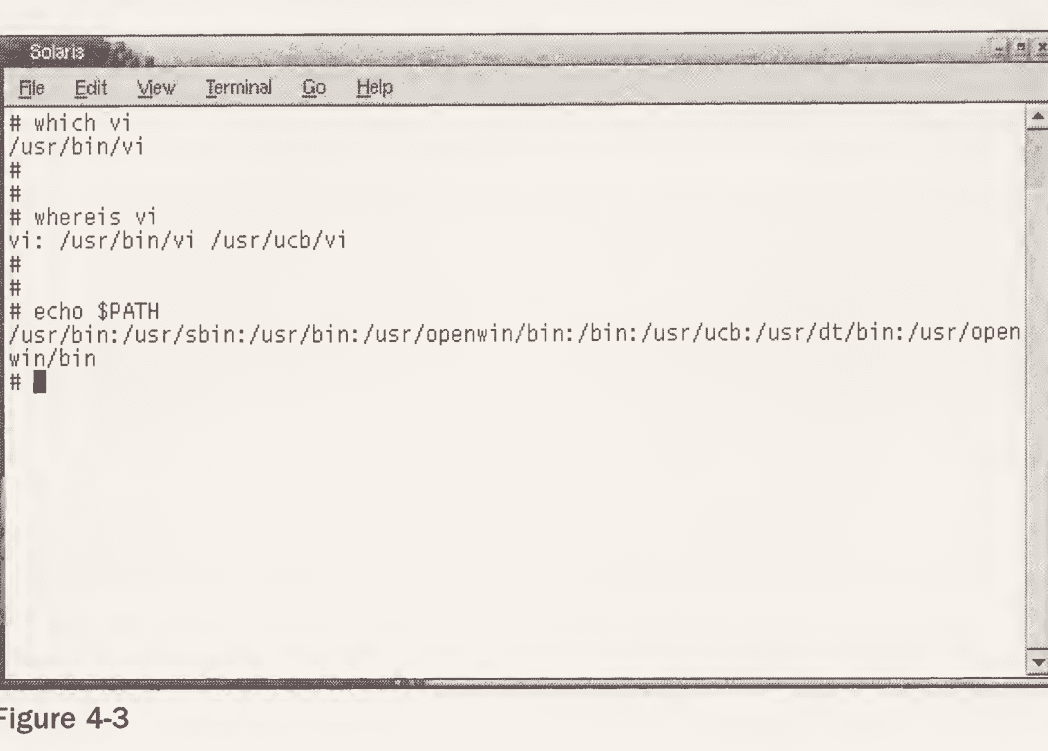 Solaris
File Edit View Terminal Go Help
# which vi
/usr/bin/vi
#
#
# whereis vi
vi: /usr/bin/vi /usr/ucb/vi
#
#
# echo $PATH
/usr/bin:/usr/sbin:/usr/bin:/usr/openwin/bin:/bin:/usr/ucb:/usr/dt/bin:/usr/open
win/bin
#
Figure 4-3